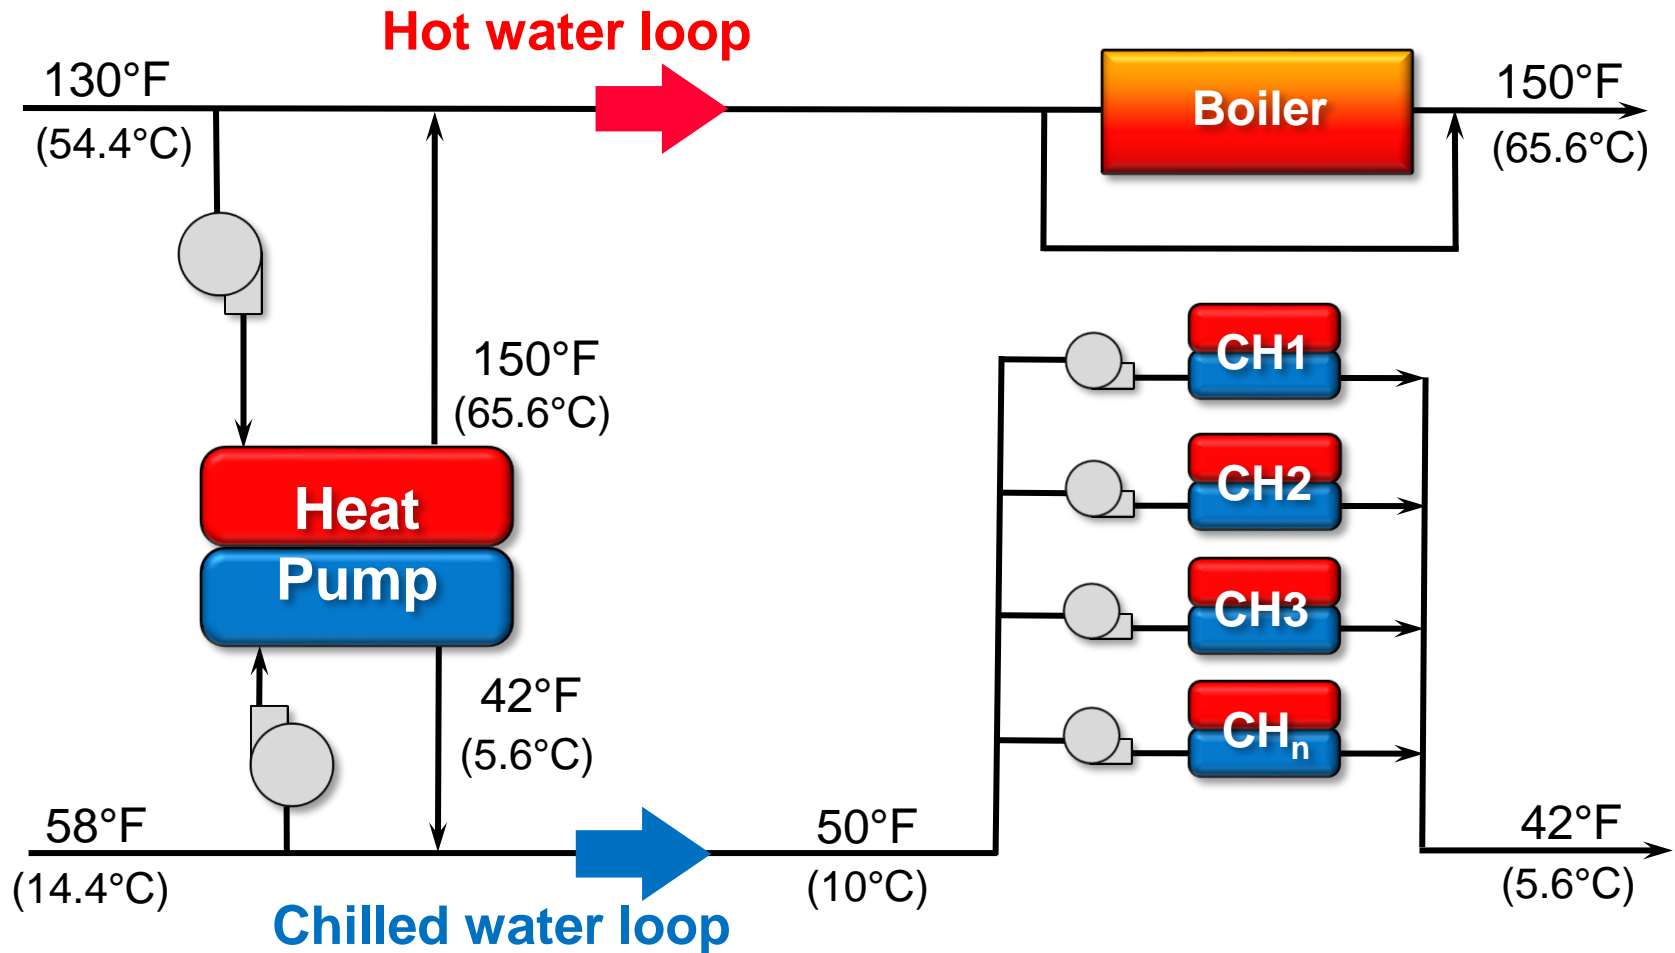 Hot water loop
130°F
(54.4°C)
Boiler
150°F
(65.6°C)
150°F
(65.6°C)
Heat
Pump
CH1
CH2
CH3
CHn
42°F
(5.6°C)
58°F
(14.4°C)
50°F
(10°C)
42°F
(5.6°C)
Chilled water loop